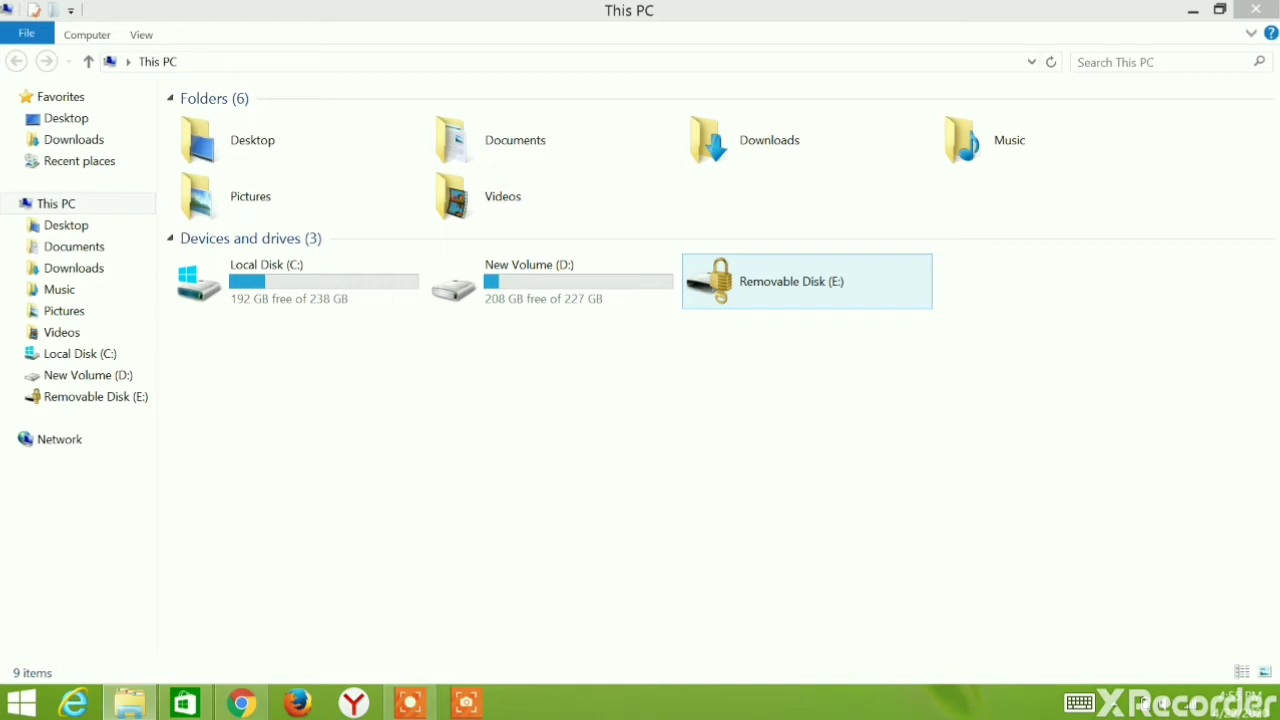 This PC
File
Computer
View
This PC
Search This PC
Favorites
Desktop
Downloads
Recent places
This PC
Desktop
Documents
Downloads
Music
Pictures
Videos
Local Disk (C:)
New Volume (D:)
Removable Disk (E:)
Network
Folders (6)
Desktop
Documents
Downloads
Music
Pictures
Videos
Devices and drives (3)
Local Disk (C:)
192 GB free of 238 GB
New Volume (D:)
208 GB free of 227 GB
Removable Disk (E:)
9 items
XRecorder